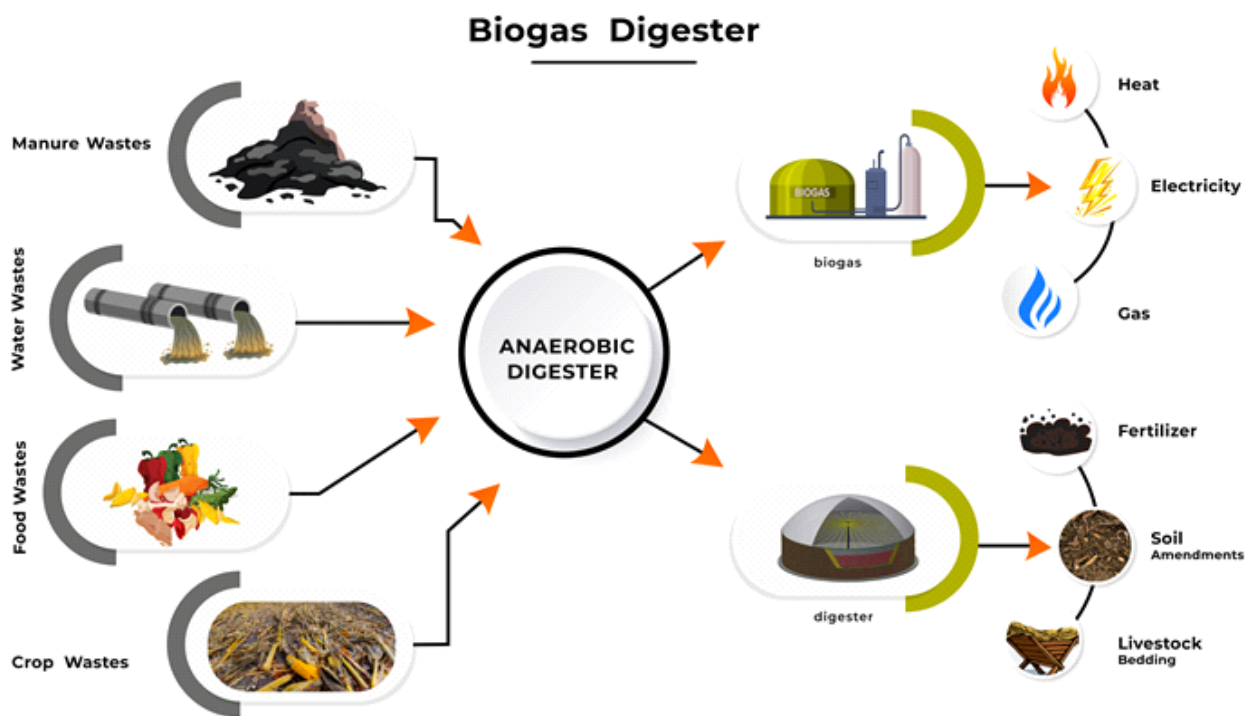 Biogas Digester
Manure Wastes
Water Wastes
Food Wastes
Crop Wastes
ANAEROBIC
DIGESTER
BIOGAS
biogas
digester
Heat
Electricity
Gas
Fertilizer
Soil
Amendments
Livestock
Bedding